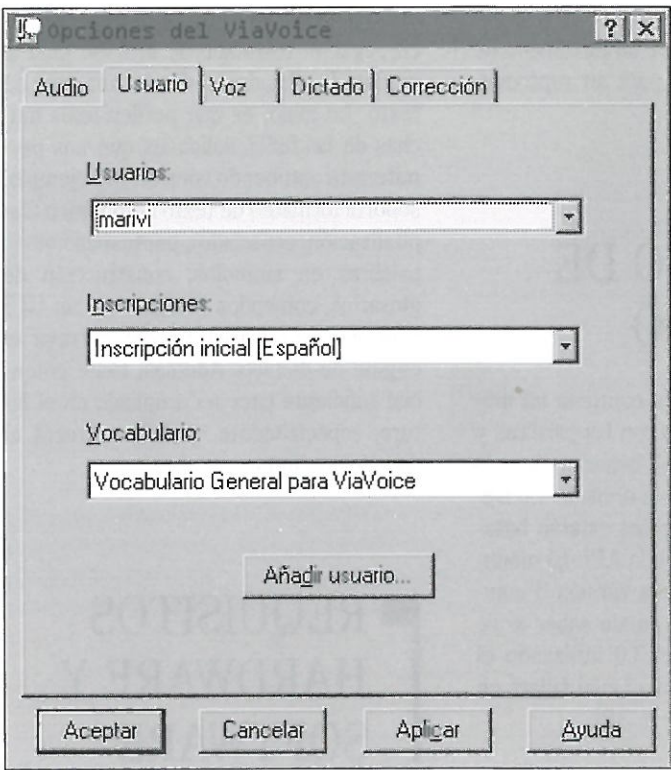 Opciones del ViaVoice
Audio Usuario Voz Dictado Corrección
Usuarios:
marivi
Inscripciones:
Inscripción inicial [Español]
Vocabulario:
Vocabulario General para ViaVoice
Añadir usuario...
Aceptar Cancelar Aplicar Ayuda